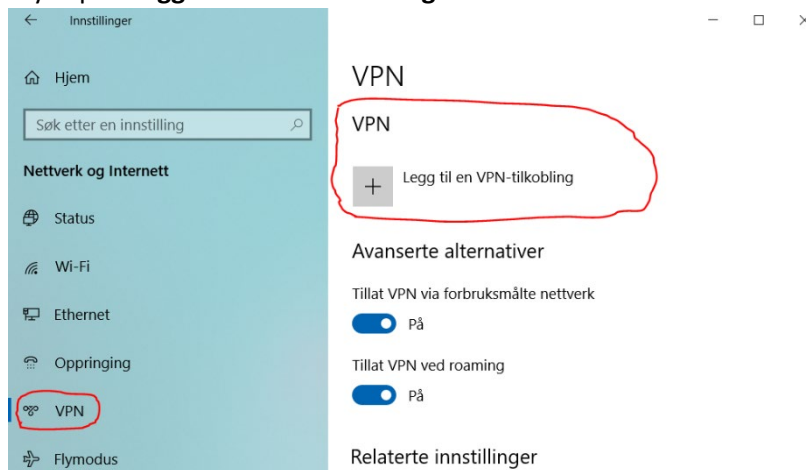 Innstillinger
Hjem
Søk etter en innstilling
Nettverk og Internett
Status
Wi-Fi
Ethernet
Oppringing
VPN
Flymodus
VPN
VPN
Legg til en VPN-tilkobling
Avanserte alternativer
Tillat VPN via forbruksmålte nettverk
På
Tillat VPN ved roaming
På
Relaterte innstillinger